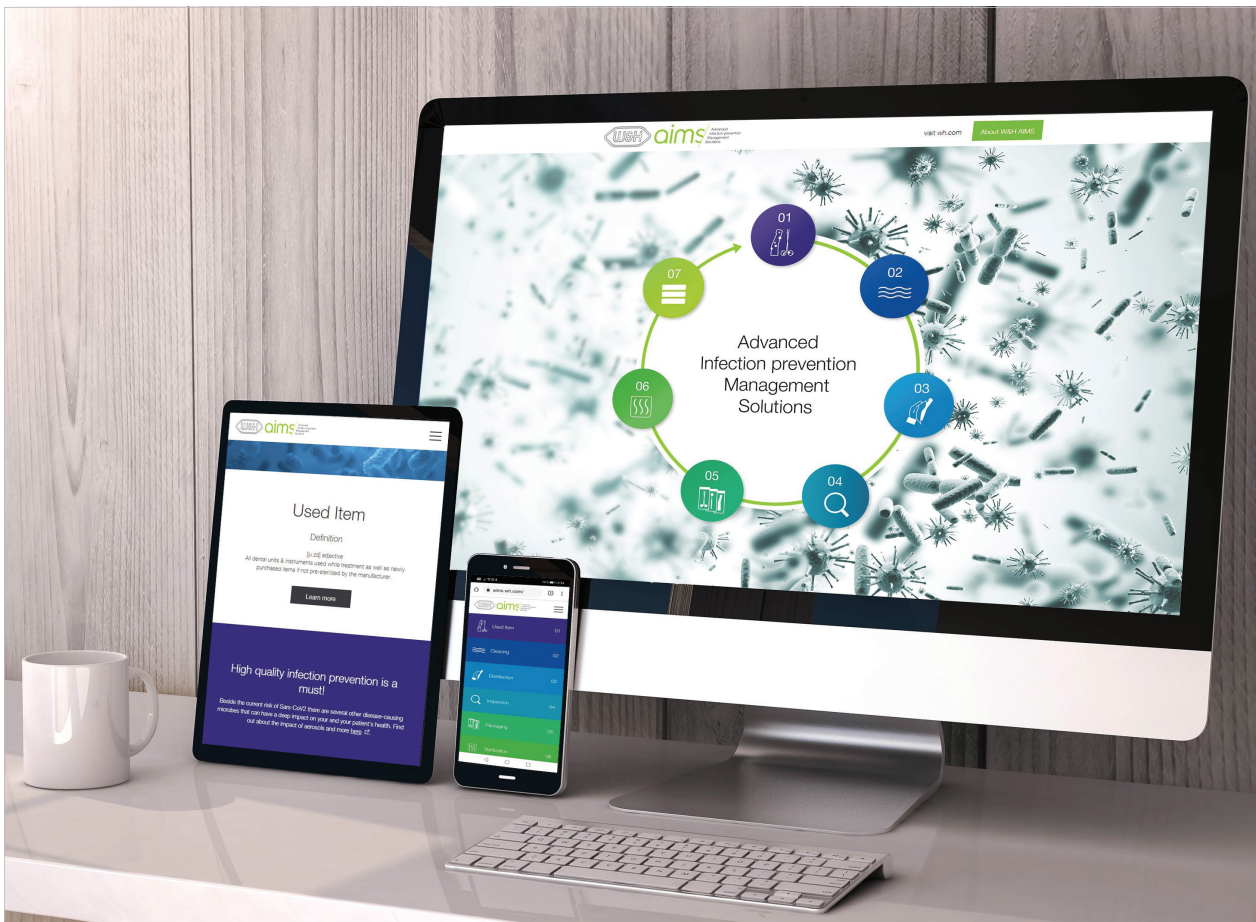 W&H aims Advanced
Infection prevention
Management
Solutions
visit wh.com
About W&H AIMS
01
02
03
04
05
06
07
Advanced
Infection prevention
Management
Solutions
W&H aims
Used Item
Definition
[ju:zd] adjective
All dental units & instruments used while treatment as well as newly
purchased items if not pre-sterilized by the manufacturer.
Learn more
High quality infection prevention is a
must!
Beside the current risk of Sars-CoV2 there are several other disease-causing
microbes that can have a deep impact on your and your patient's health. Find
out about the impact of aerosols and more here
aims.wh.com/
W&H aims
Used Item 01
Cleaning 02
Disinfection 03
Inspection 04
Packaging 05
Sterilization 06